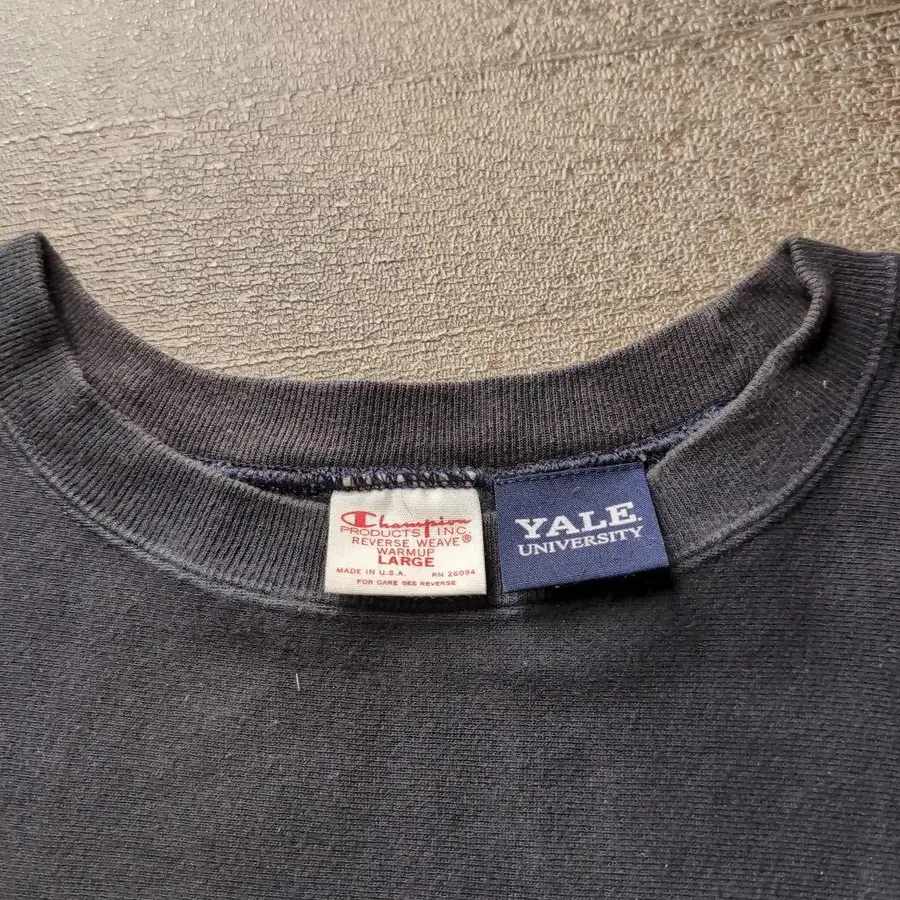 Champion
PRODUCTS INC.
REVERSE WEAVE®
WARMUP
LARGE
MADE IN U.S.A. RN 26094
FOR CARE SEE REVERSE
YALE.
UNIVERSITY